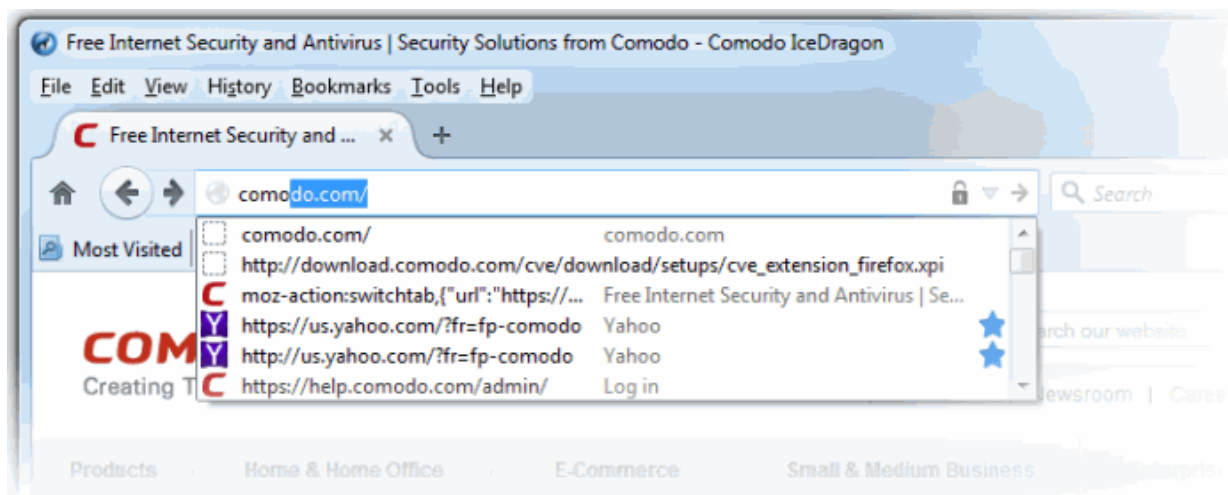 Free Internet Security and Antivirus | Security Solutions from Comodo - Comodo IceDragon
File Edit View History Bookmarks Tools Help
C Free Internet Security and ... × +
comodo.com/ Search
Most Visited
comodo.com/ comodo.com
http://download.comodo.com/cve/download/setups/cve_extension_firefox.xpi
C moz-action:switchtab,{"url":"https://... Free Internet Security and Antivirus | Se...
Y https://us.yahoo.com/?fr=fp-comodo Yahoo
arch our website
COM
Y http://us.yahoo.com/?fr=fp-comodo Yahoo
Creating T
C https://help.comodo.com/admin/ Log in
ewsroom | Caree
Products Home & Home Office E-Commerce Small & Medium Business